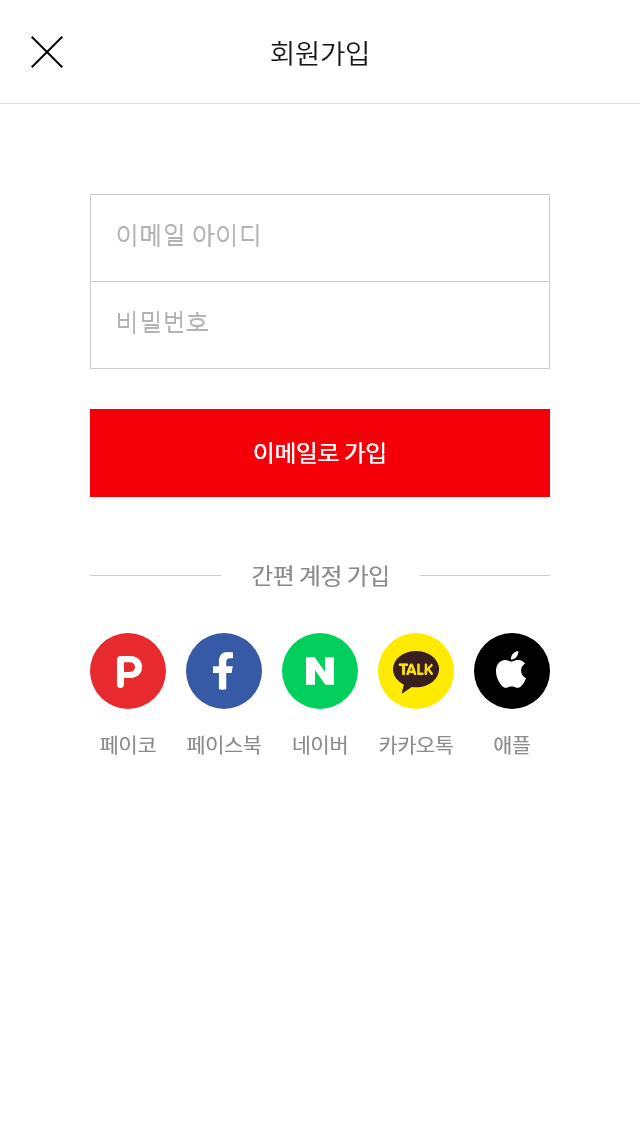 회원가입
이메일 아이디
비밀번호
이메일로 가입
간편 계정 가입
P
f
N
TALK
페이코
페이스북
네이버
카카오톡
애플